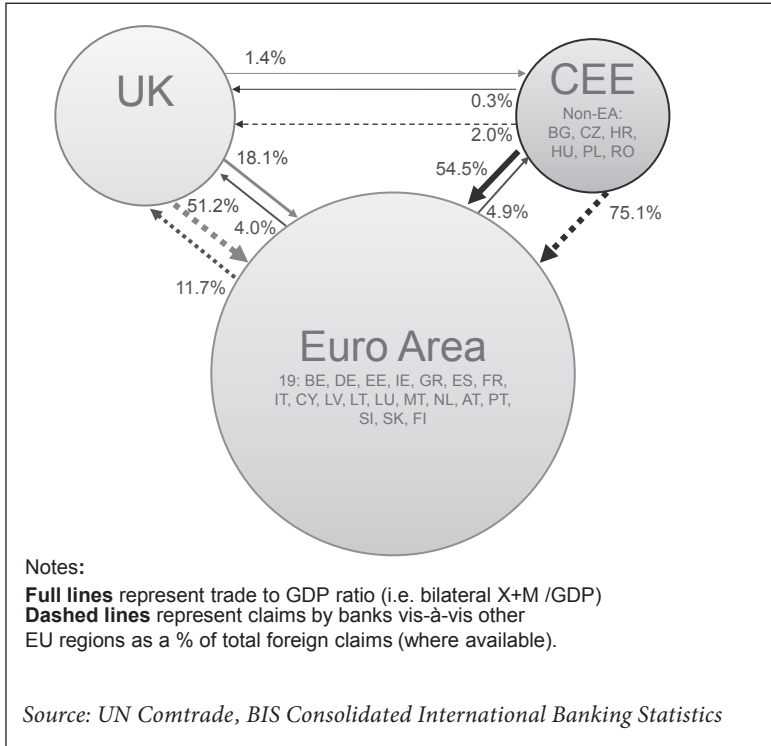 1.4%
UK
CEE
Non-EA:
BG, CZ, HR,
HU, PL, RO
0.3%
2.0%
18.1%
54.5%
51.2%
4.0%
4.9%
75.1%
11.7%
Euro Area
19: BE, DE, EE, IE, GR, ES, FR,
IT, CY, LV, LT, LU, MT, NL, AT, PT,
SI, SK, FI
Notes:
Full lines represent trade to GDP ratio (i.e. bilateral X+M /GDP)
Dashed lines represent claims by banks vis-à-vis other
EU regions as a % of total foreign claims (where available).
Source: UN Comtrade, BIS Consolidated International Banking Statistics